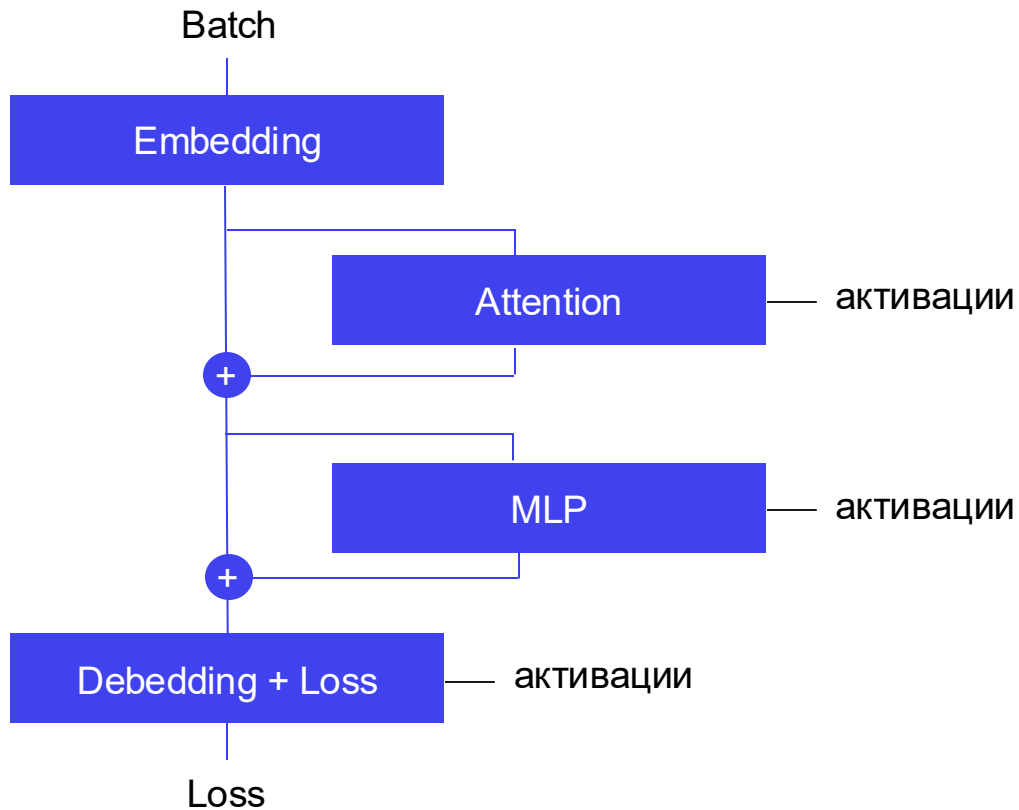 Batch
Embedding
Attention
активации
+
MLP
активации
+
Debedding + Loss
активации
Loss